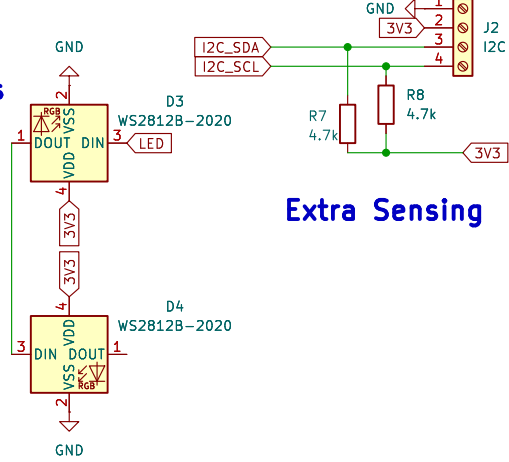 GND 1
3V3 2
J2
I2C_SDA 3
I2C
I2C_SCL 4
GND
s
2
D3
WS2812B-2020
RGB
VSS
1 DOUT DIN 3 LED
VDD
4
3V3
R7
4.7k
R8
4.7k
3V3
Extra Sensing
3V3
4
D4
WS2812B-2020
VDD
3 DIN DOUT 1
VSS
RGB
2
GND